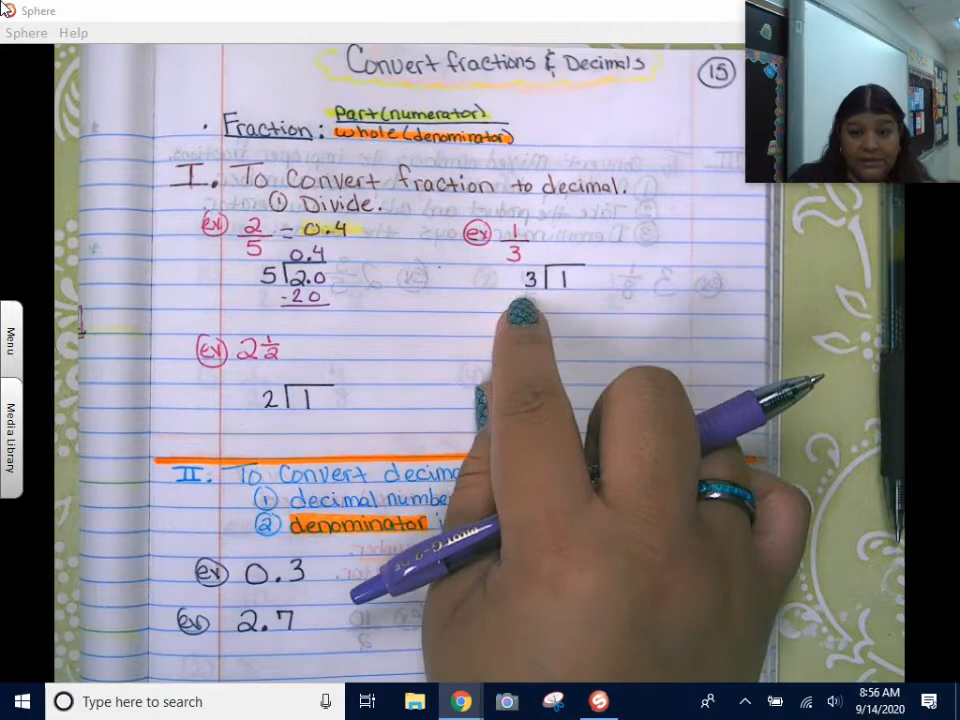 Sphere
Sphere Help
Convert fractions & Decimals
15
. Fraction: part (numerator)
whole (denominator)
I. To Convert fraction to decimal.
① Divide.
ex 2/5 = 0.4
0.4
5 2.0
-20
ex 1/3
3 1
ex 2 1/2
2 1
II. To Convert decima
① decimal numbe
② denominator i
ex 0.3
ex 2.7
Menu
Media Library
Type here to search
8:56 AM
9/14/2020